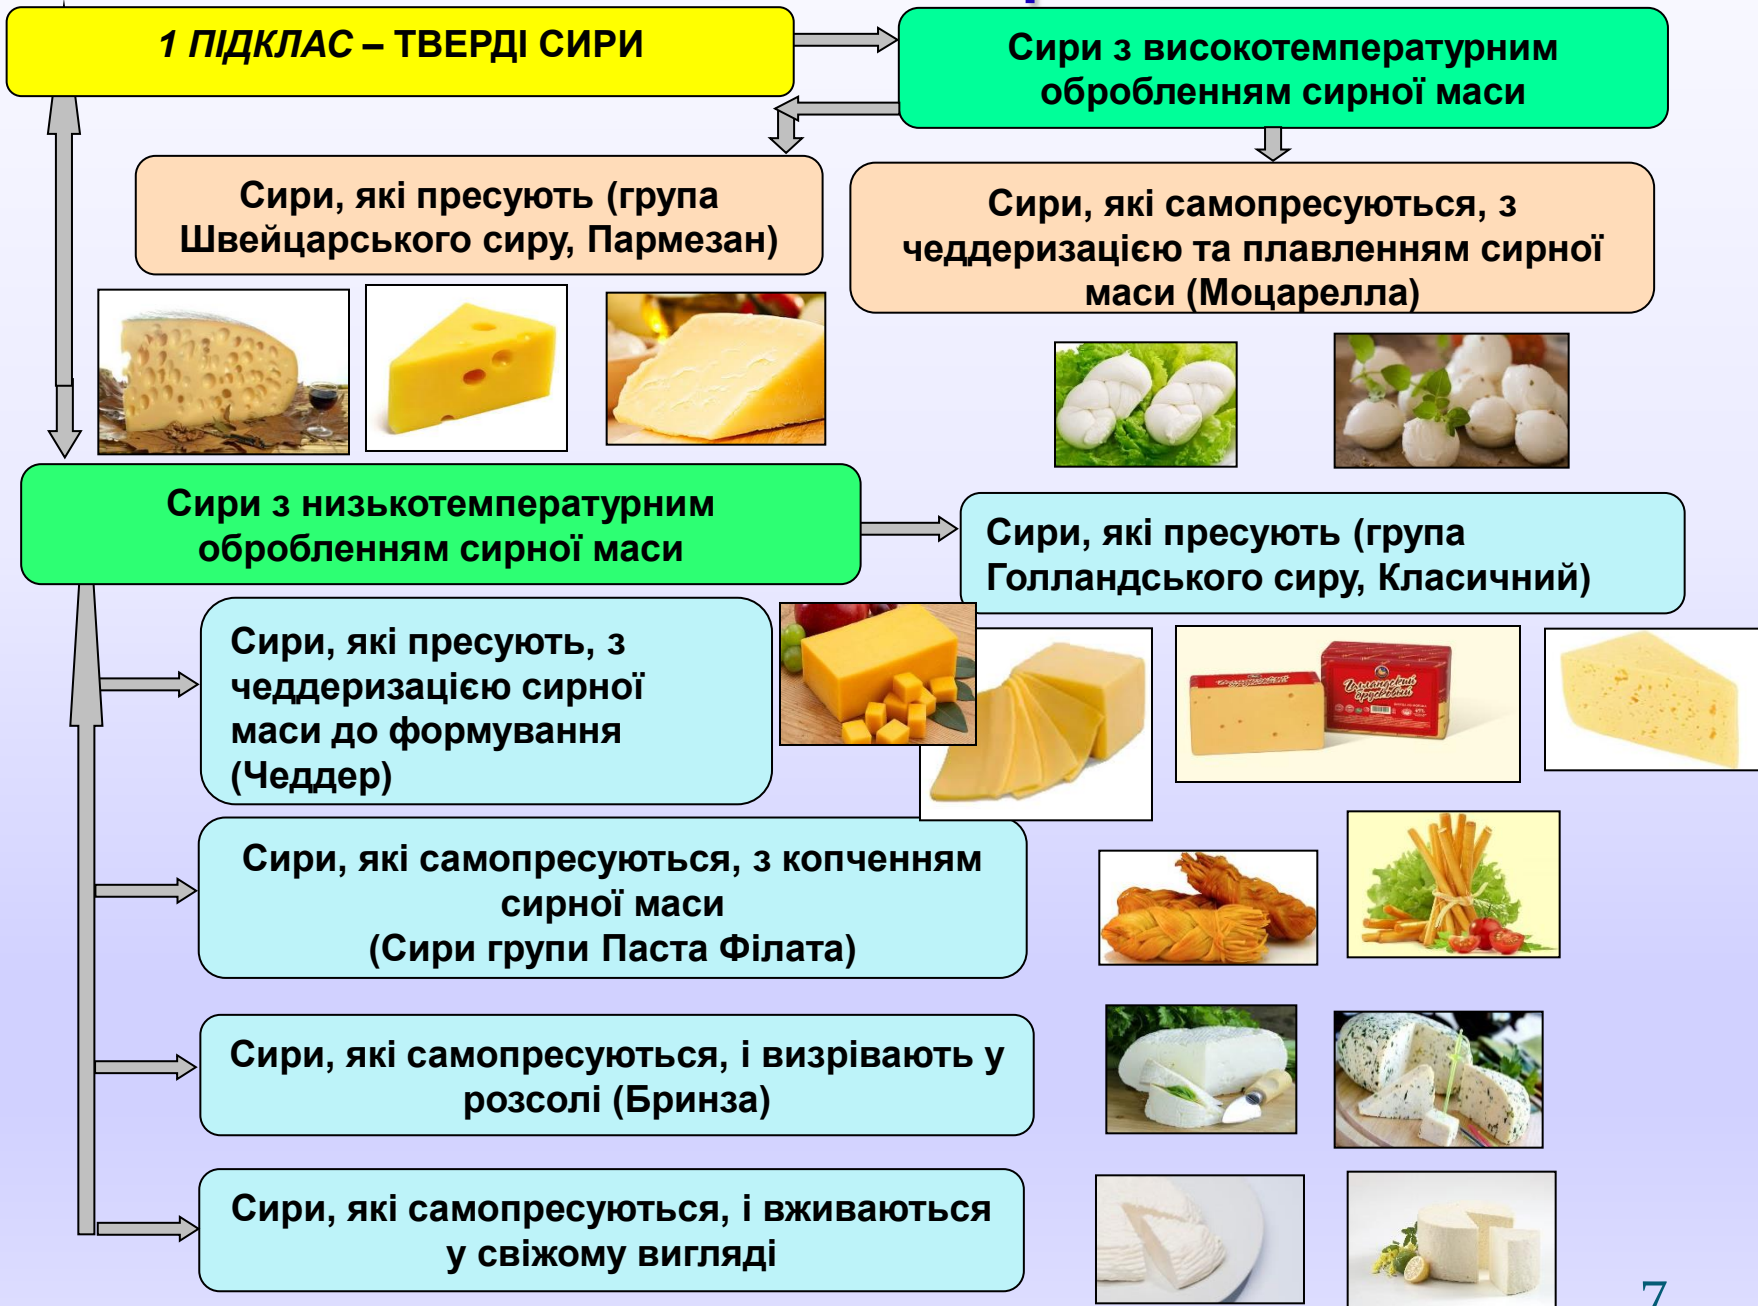 1 ПІДКЛАС – ТВЕРДІ СИРИ
Сири з високотемпературним
обробленням сирної маси
Сири, які пресують (група
Швейцарського сиру, Пармезан)
Сири, які самопресуються, з
чеддеризацією та плавленням сирної
маси (Моцарелла)
Сири з низькотемпературним
обробленням сирної маси
Сири, які пресують (група
Голландського сиру, Класичний)
Сири, які пресують, з
чеддеризацією сирної
маси до формування
(Чеддер)
Голландский
брусковый
Сири, які самопресуються, з копченням
сирної маси
(Сири групи Паста Філата)
Сири, які самопресуються, і визрівають у
розсолі (Бринза)
Сири, які самопресуються, і вживаються
у свіжому вигляді
7